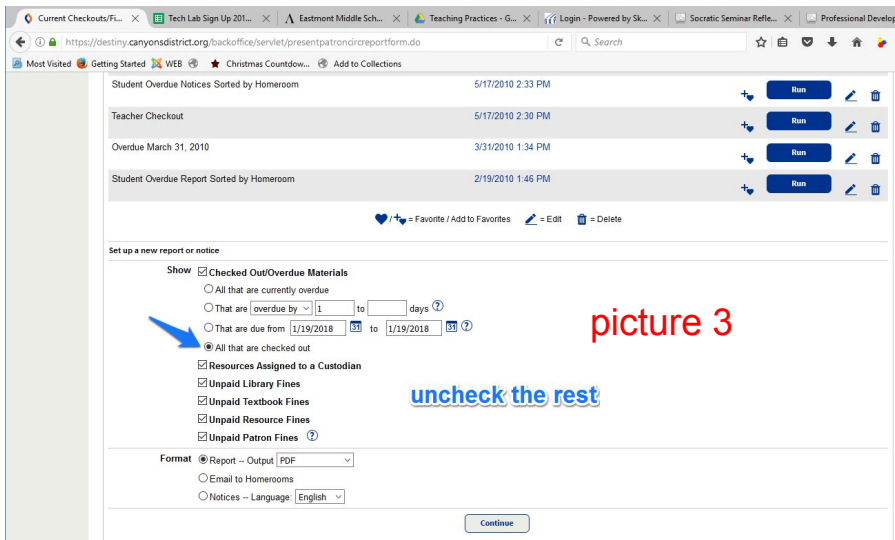 Current Checkouts/Fi... Tech Lab Sign Up 201... Eastmont Middle Sch... Teaching Practices - G... Login - Powered by Sk... Socratic Seminar Refle... Professional Develop
https://destiny.canyonsdistrict.org/backoffice/servlet/presentpatroncircreportform.do Search
Most Visited Getting Started WEB Christmas Countdow... Add to Collections
Student Overdue Notices Sorted by Homeroom 5/17/2010 2:33 PM Run
Teacher Checkout 5/17/2010 2:30 PM Run
Overdue March 31, 2010 3/31/2010 1:34 PM Run
Student Overdue Report Sorted by Homeroom 2/19/2010 1:46 PM Run
/ + = Favorite / Add to Favorites = Edit = Delete
Set up a new report or notice
Show Checked Out/Overdue Materials
All that are currently overdue
That are overdue by 1 to days ?
That are due from 1/19/2018 31 to 1/19/2018 31 ?
picture 3
All that are checked out
Resources Assigned to a Custodian
Unpaid Library Fines
uncheck the rest
Unpaid Textbook Fines
Unpaid Resource Fines
Unpaid Patron Fines ?
Format Report -- Output PDF
Email to Homerooms
Notices -- Language: English
Continue